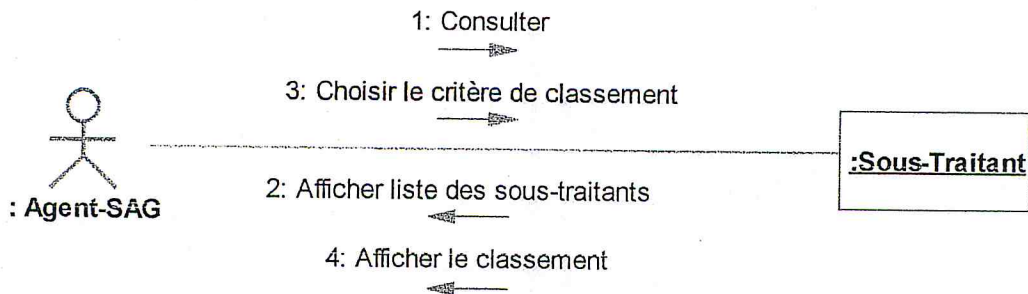 1: Consulter
3: Choisir le critère de classement
:Sous-Traitant
2: Afficher liste des sous-traitants
: Agent-SAG
4: Afficher le classement